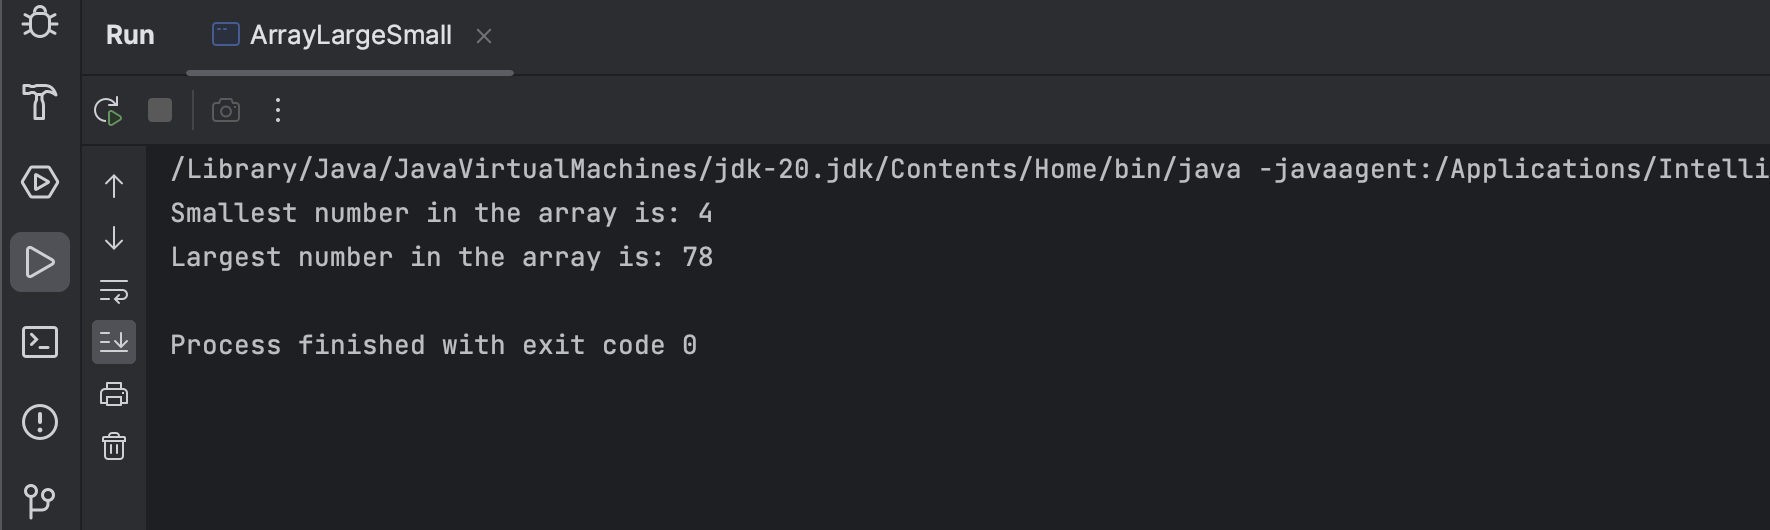 Run ArrayLargeSmall
/Library/Java/JavaVirtualMachines/jdk-20.jdk/Contents/Home/bin/java -javaagent:/Applications/Intelli
Smallest number in the array is: 4
Largest number in the array is: 78
Process finished with exit code 0